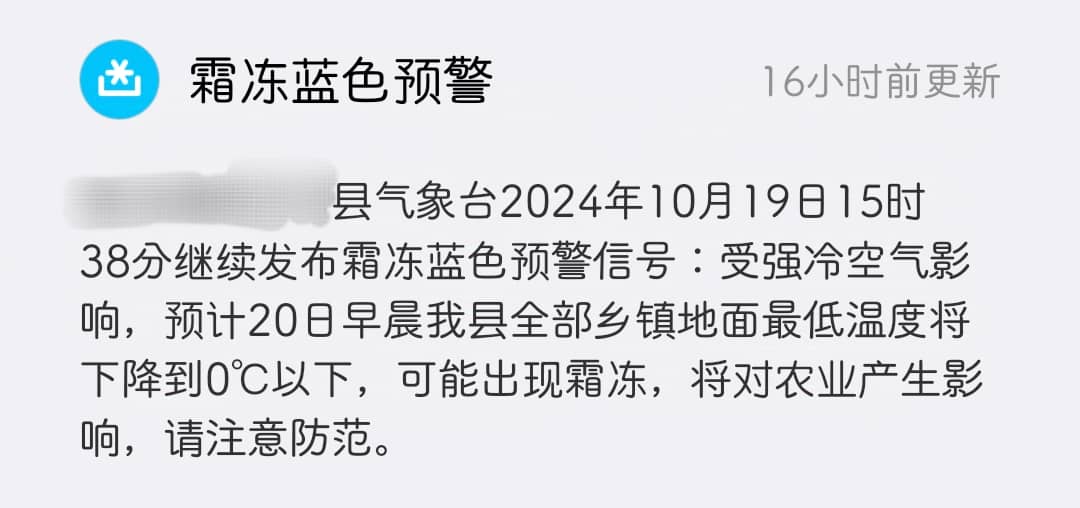 霜冻蓝色预警
16小时前更新
县气象台2024年10月19日15时
38分继续发布霜冻蓝色预警信号：受强冷空气影
响，预计20日早晨我县全部乡镇地面最低温度将
下降到0℃以下，可能出现霜冻，将对农业产生影
响，请注意防范。